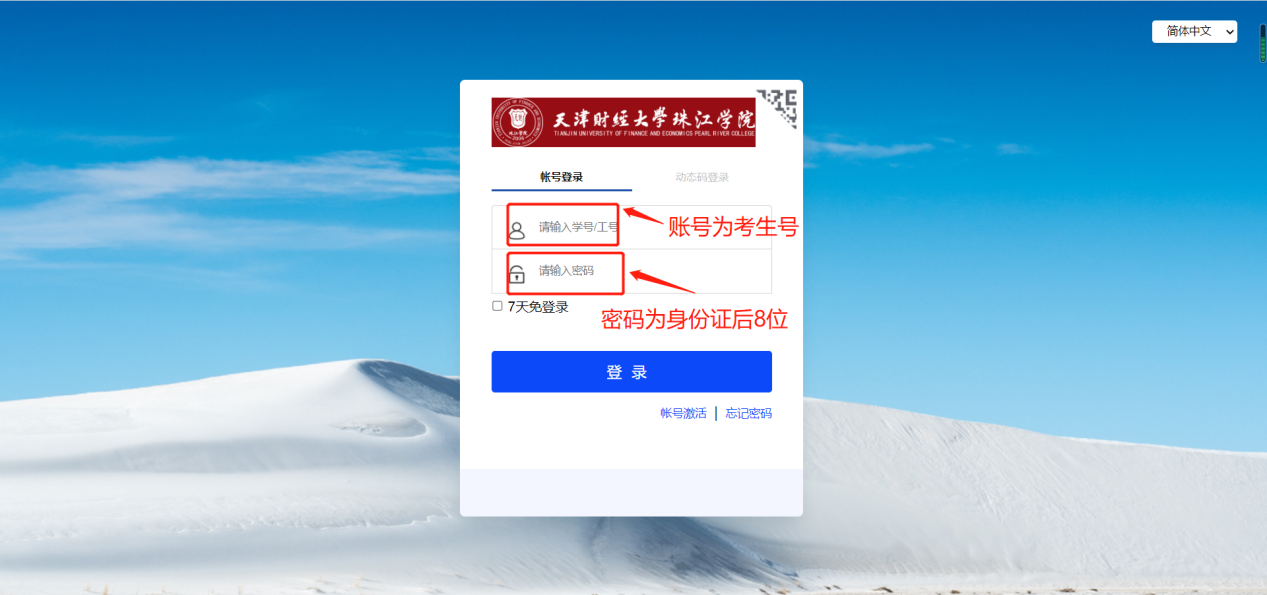 简体中文
天津财经大學珠江学院
TIANJIN UNIVERSITY OF FINANCE AND ECONOMICS PEARL RIVER COLLEGE
帐号登录
动态码登录
请输入学号/工号
账号为考生号
请输入密码
7天免登录
密码为身份证后8位
登 录
帐号激活 | 忘记密码